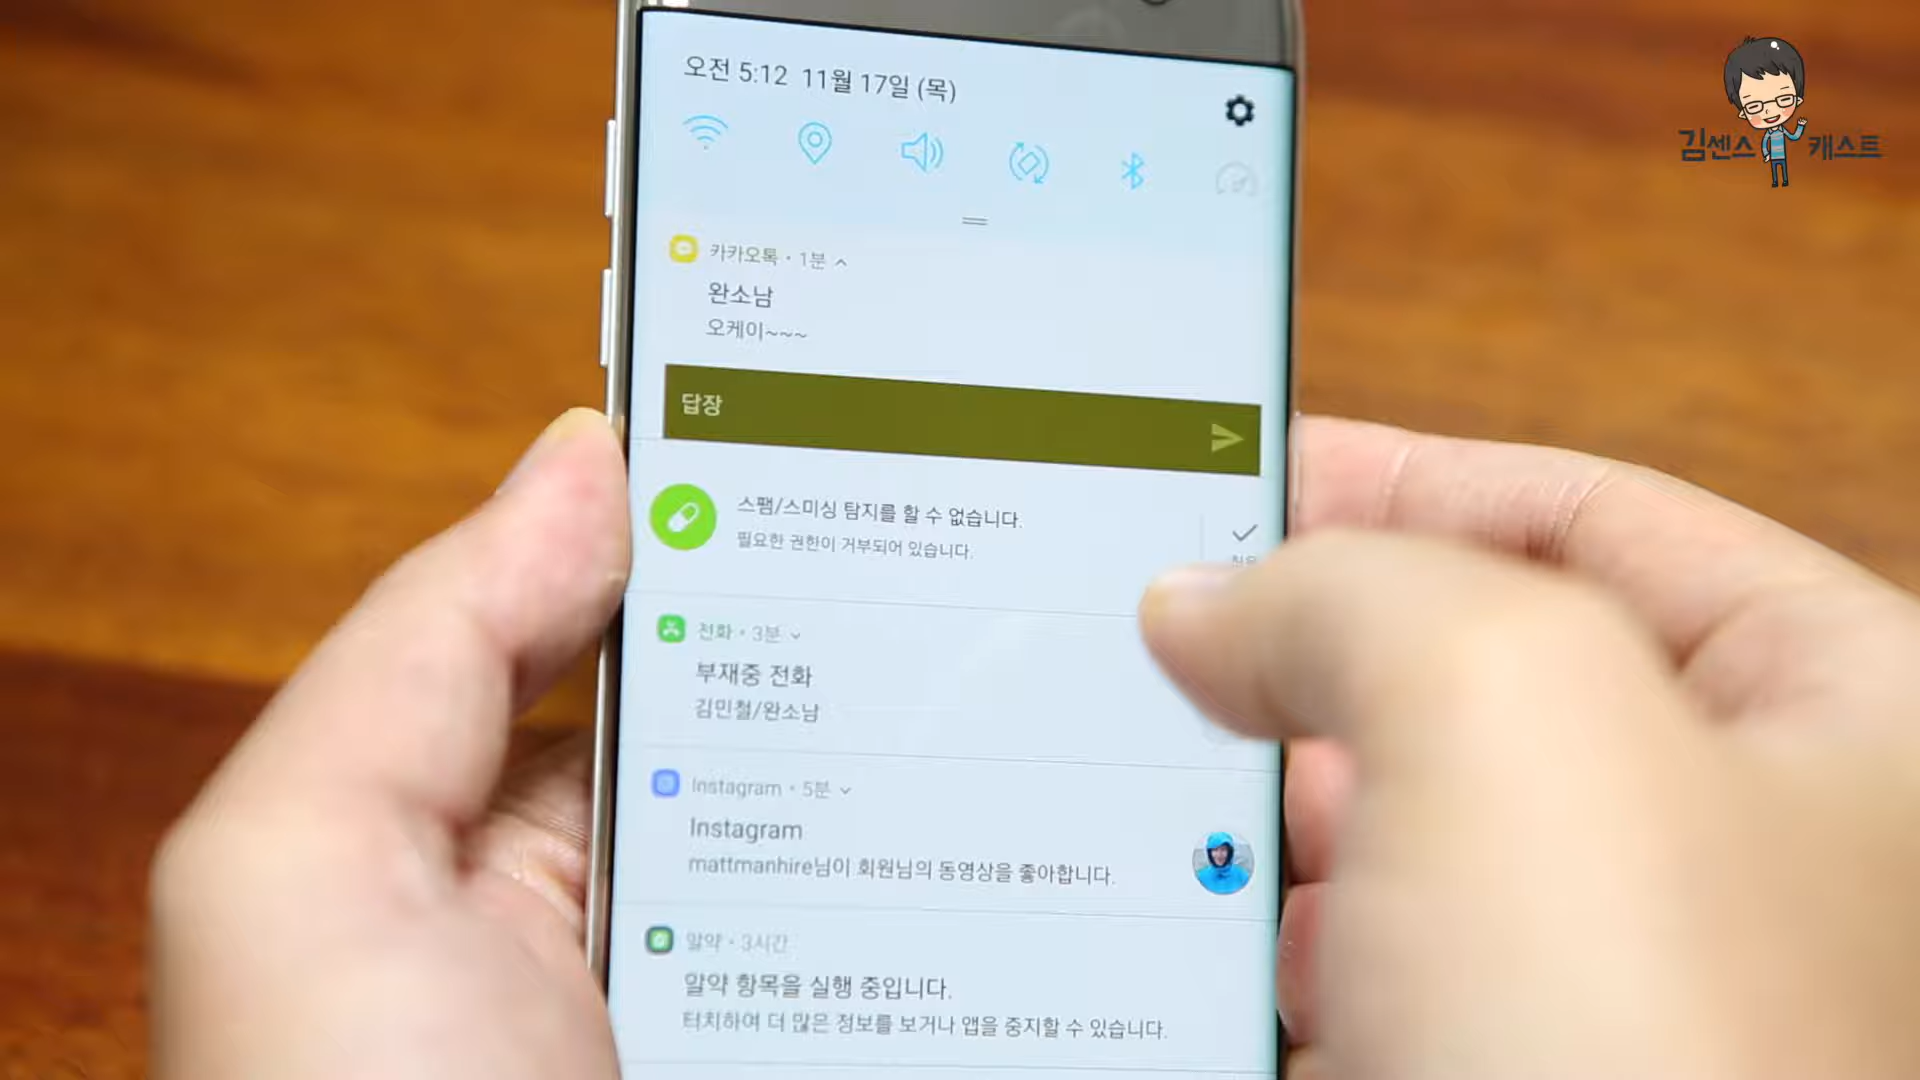 오전 5:12 11월 17일 (목)
김센스 캐스트
카카오톡 • 1분
완소남
오케이~~~
답장
스팸/스미싱 탐지를 할 수 없습니다.
필요한 권한이 거부되어 있습니다.
전화 • 3분
부재중 전화
김민철/완소남
Instagram • 5분
Instagram
mattmanhire님이 회원님의 동영상을 좋아합니다.
알약 • 3시간
알약 항목을 실행 중입니다.
터치하여 더 많은 정보를 보거나 앱을 중지할 수 있습니다.